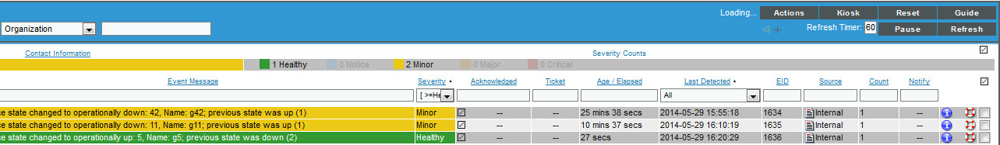 Loading... Actions Kiosk Reset Guide
Organization Refresh Timer: 60 Pause Refresh
Contact Information Severity Counts
1 Healthy 0 Notice 2 Minor 0 Major 0 Critical
Event Message Severity Acknowledged Ticket Age / Elapsed Last Detected EID Source Count Notify
[ >=He All
ce state changed to operationally down: 42, Name: g42; previous state was up (1) Minor -- -- 25 min 38 secs 2014-05-29 15:55:18 1634 Internal 1 --
ce state changed to operationally down: 11, Name: g11; previous state was up (1) Minor -- -- 10 mins 37 secs 2014-05-29 16:10:19 1635 Internal 1 --
ce state changed to operationally up: 5, Name: g5; previous state was down (2) Healthy -- -- 27 secs 2014-05-29 16:20:29 1636 Internal 1 --